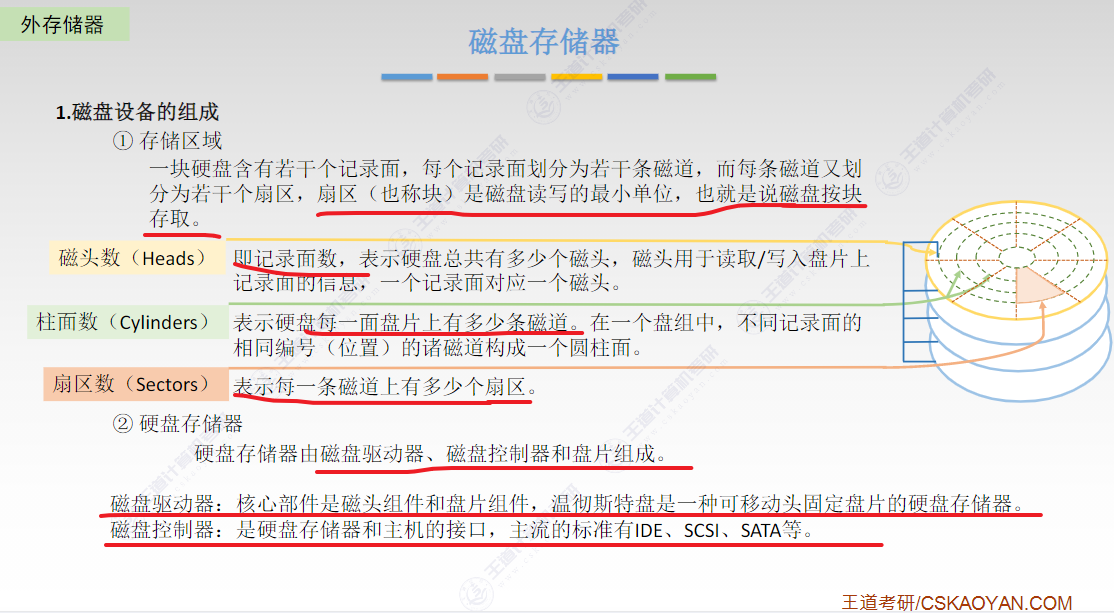 外存储器
磁盘存储器
1.磁盘设备的组成
① 存储区域
一块硬盘含有若干个记录面，每个记录面划分为若干条磁道，而每条磁道又划
分为若干个扇区，扇区（也称块）是磁盘读写的最小单位，也就是说磁盘按块
存取。
磁头数（Heads）
即记录面数，表示硬盘总共有多少个磁头，磁头用于读取/写入盘片上
记录面的信息，一个记录面对应一个磁头。
柱面数（Cylinders）
表示硬盘每一面盘片上有多少条磁道。在一个盘组中，不同记录面的
相同编号（位置）的诸磁道构成一个圆柱面。
扇区数（Sectors）
表示每一条磁道上有多少个扇区。
② 硬盘存储器
硬盘存储器由磁盘驱动器、磁盘控制器和盘片组成。
磁盘驱动器：核心部件是磁头组件和盘片组件，温彻斯特盘是一种可移动头固定盘片的硬盘存储器。
磁盘控制器：是硬盘存储器和主机的接口，主流的标准有IDE、SCSI、SATA等。
王道考研/CSKAOYAN.COM